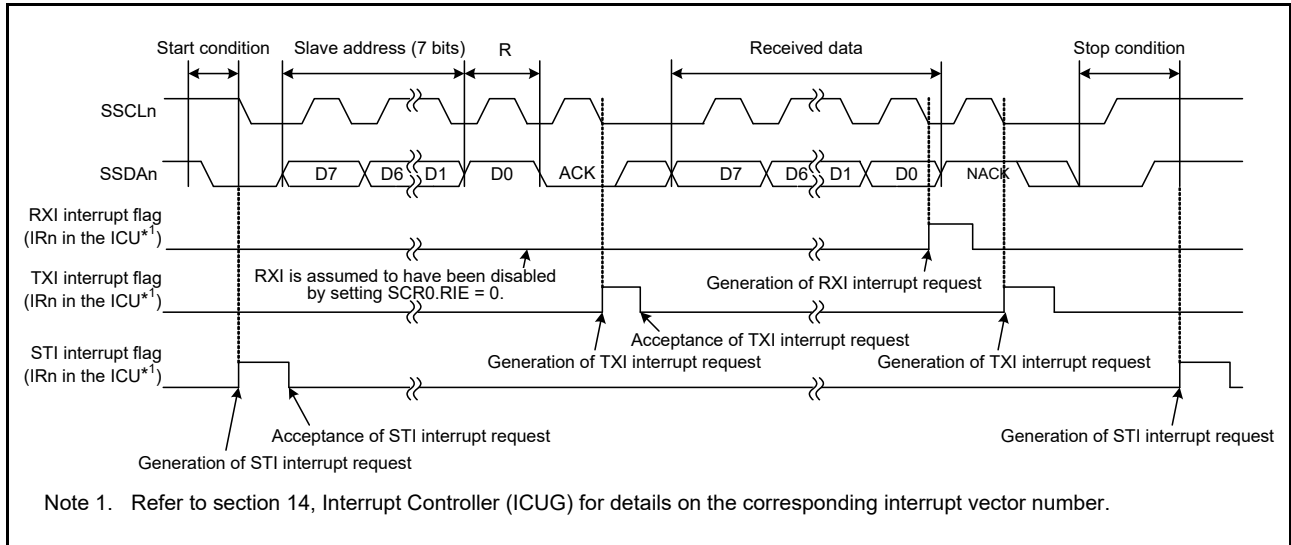 Start condition
Slave address (7 bits)
R
Received data
Stop condition
SSCLn
SSDAn
D7
D6
D1
D0
ACK
D7
D6
D1
D0
NACK
RXI interrupt flag
(IRn in the ICU*1)
RXI is assumed to have been disabled
by setting SCR0.RIE = 0.
Generation of RXI interrupt request
TXI interrupt flag
(IRn in the ICU*1)
Acceptance of TXI interrupt request
Generation of TXI interrupt request
Generation of TXI interrupt request
STI interrupt flag
(IRn in the ICU*1)
Acceptance of STI interrupt request
Generation of STI interrupt request
Generation of STI interrupt request
Note 1. Refer to section 14, Interrupt Controller (ICUG) for details on the corresponding interrupt vector number.